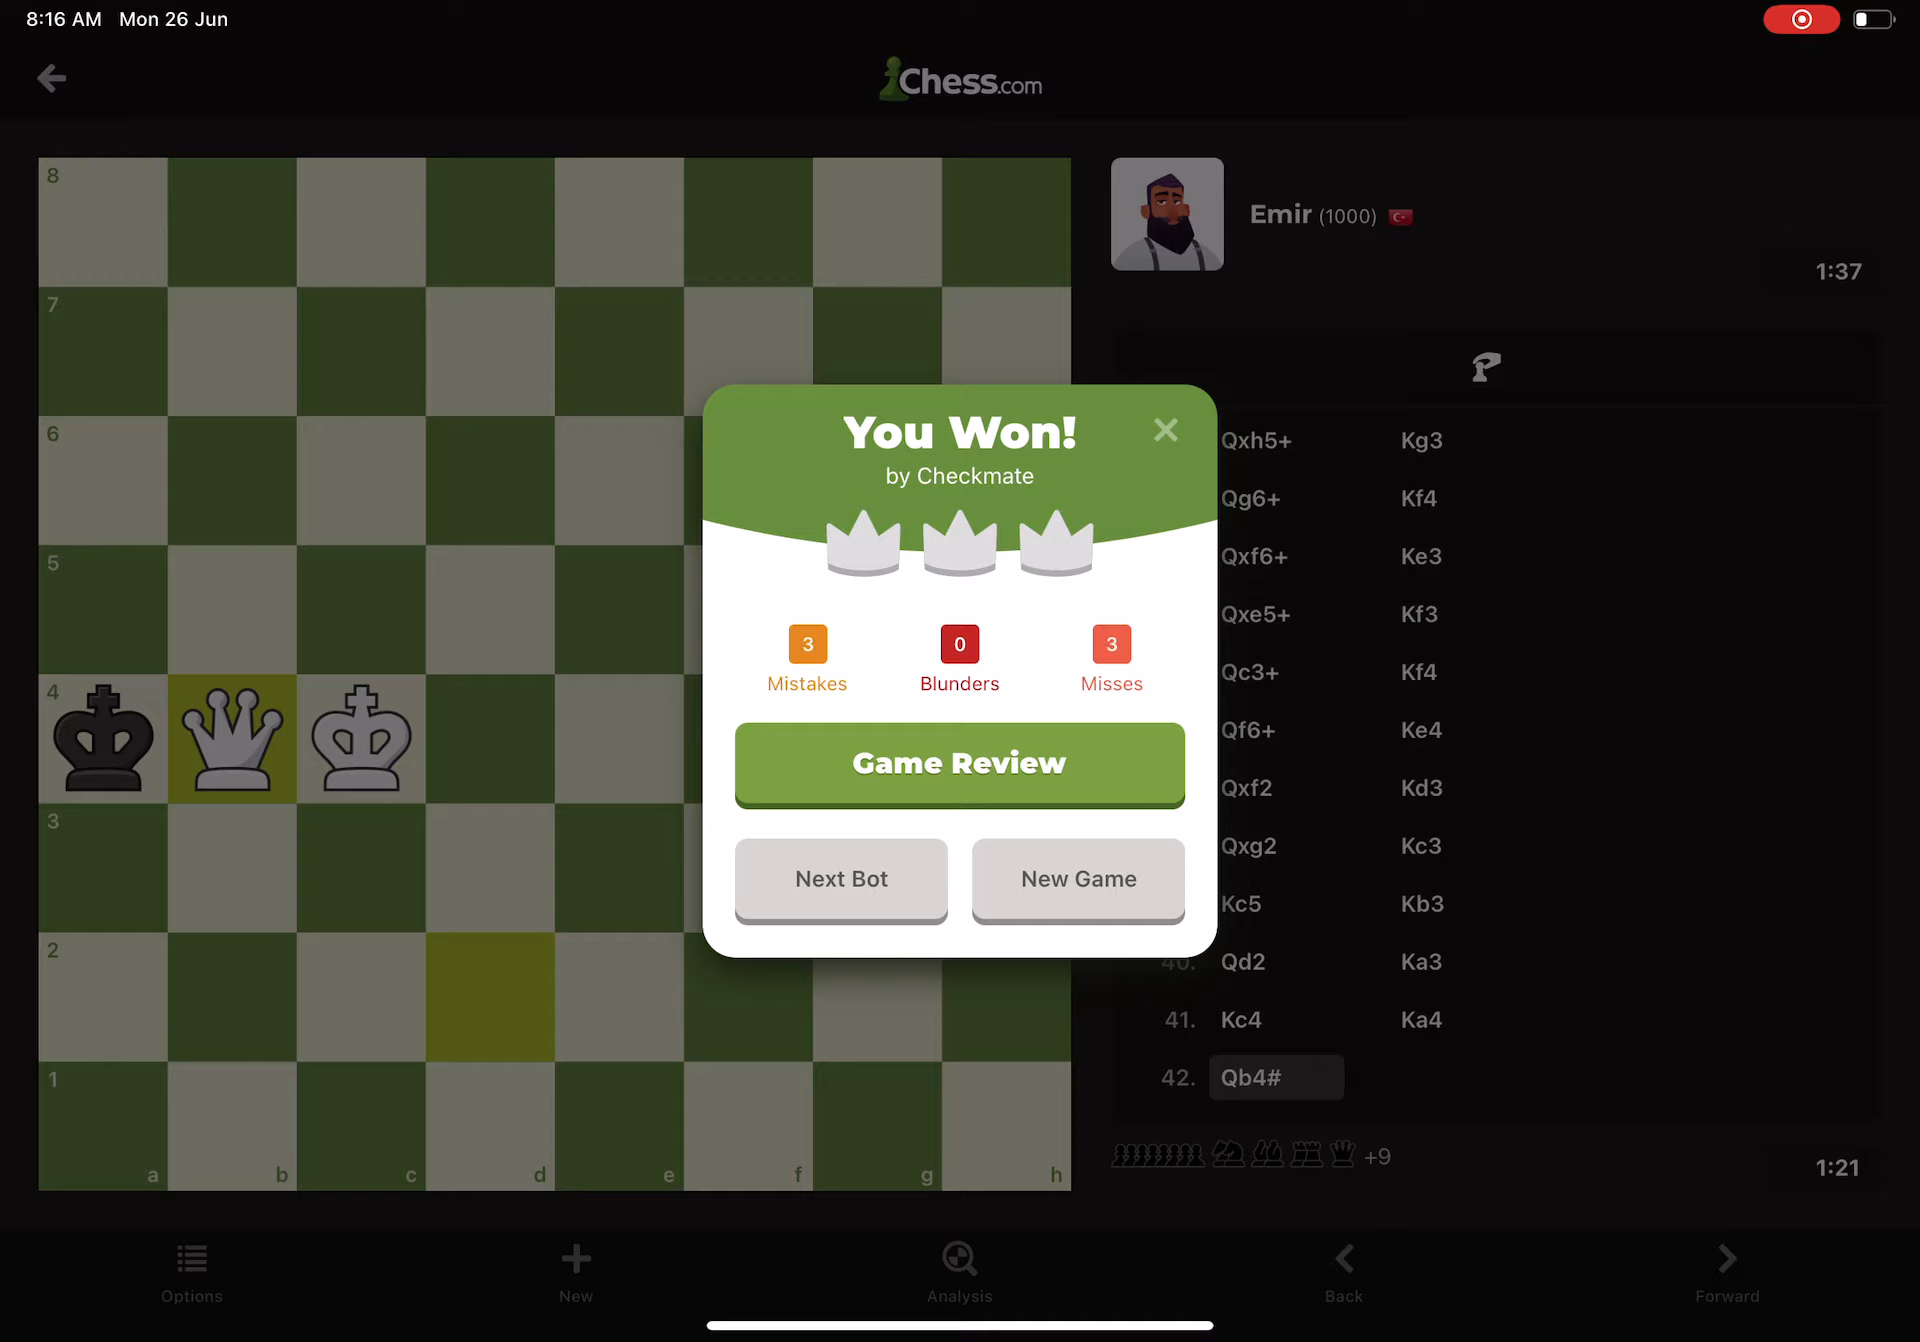 8:16 AM Mon 26 Jun
Chess.com
8
7
6
5
4
3
2
1
a b c d e f g h
Emir (1000)
1:37
You Won!
by Checkmate
3 0 3
Mistakes Blunders Misses
Game Review
Next Bot New Game
Qxh5+ Kg3
Qg6+ Kf4
Qxf6+ Ke3
Qxe5+ Kf3
Qc3+ Kf4
Qf6+ Ke4
Qxf2 Kd3
Qxg2 Kc3
Kc5 Kb3
40. Qd2 Ka3
41. Kc4 Ka4
42. Qb4#
+9
1:21
Options New Analysis Back Forward